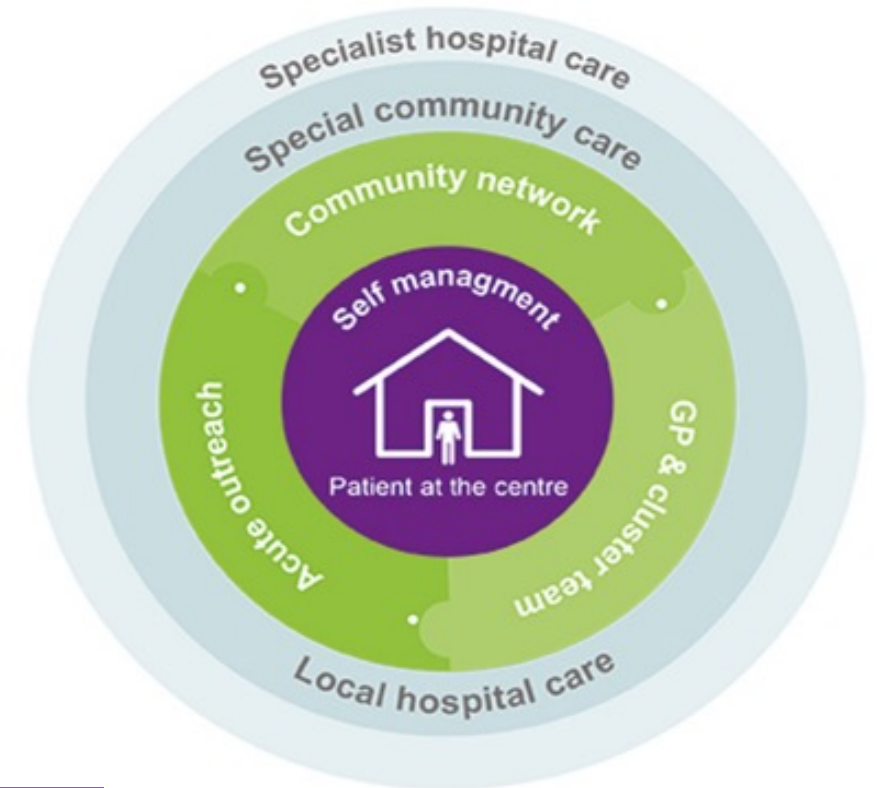 Specialist hospital care
Special community care
Community network
Self managment
Patient at the centre
Acute outreach
GP & cluster team
Local hospital care